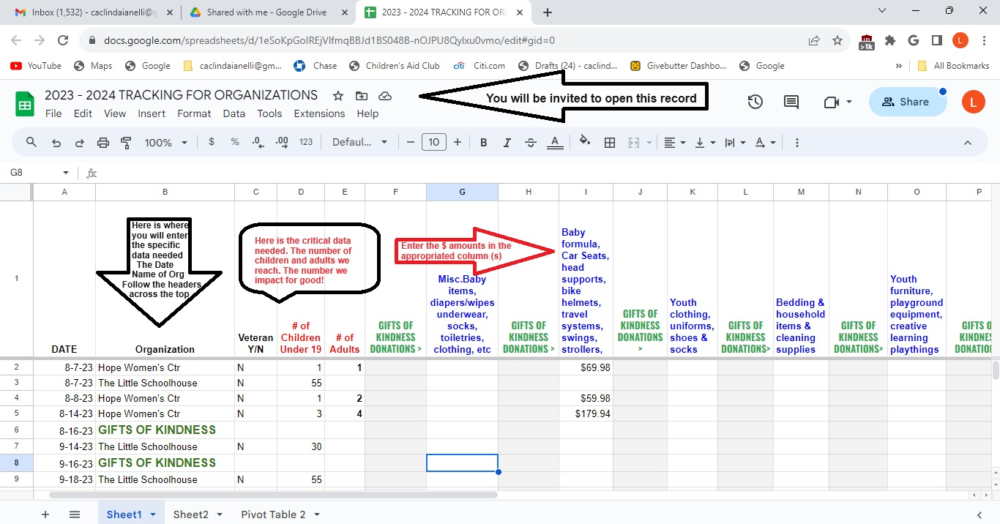 Inbox (1,532) - caclindaianelli@g
Shared with me - Google Drive
2023 - 2024 TRACKING FOR OR
docs.google.com/spreadsheets/d/1eSoKpGoIREjVIfmqBBJd1BS048B-nOJPU8Qylxu0vmo/edit#gid=0
>1k
L
YouTube
Maps
Google
caclindaianelli@gm...
Chase
Children's Aid Club
citi
Citi.com
Drafts (24) - caclind...
Givebutter Dashbo...
Google
»
All Bookmarks
2023 - 2024 TRACKING FOR ORGANIZATIONS
You will be invited to open this record
Share
L
File Edit View Insert Format Data Tools Extensions Help
100% $ % .0 .00 123 Defaul... − 10 + B I S A
G8
fx
A B C D E F G H I J K L M N O P
1
Here is where
you will enter
the specific
data needed
The Date
Name of Org
Follow the headers
across the top
Here is the critical data
needed. The number of
children and adults we
reach. The number we
impact for good!
Enter the $ amounts in the
appropriated column (s)
DATE
Organization
Veteran
Y/N
# of
Children
Under 19
# of
Adults
GIFTS OF
KINDNESS
DONATIONS >
Misc.Baby
items,
diapers/wipes
underwear,
socks,
toiletries,
clothing, etc
GIFTS OF
KINDNESS
DONATIONS >
Baby
formula,
Car Seats,
head
supports,
bike
helmets,
travel
systems,
swings,
strollers,
GIFTS OF
KINDNESS
DONATIONS
>
Youth
clothing,
uniforms,
shoes &
socks
GIFTS OF
KINDNESS
DONATIONS>
Bedding &
household
items &
cleaning
supplies
GIFTS OF
KINDNESS
DONATIONS>
Youth
furniture,
playground
equipment,
creative
learning
playthings
GIFTS O
KINDNES
DONATIO
2 8-7-23 Hope Women's Ctr N 1 1 $69.98
3 8-7-23 The Little Schoolhouse N 55
4 8-8-23 Hope Women's Ctr N 1 2 $59.98
5 8-14-23 Hope Women's Ctr N 3 4 $179.94
6 8-16-23 GIFTS OF KINDNESS
7 9-14-23 The Little Schoolhouse N 30
8 9-16-23 GIFTS OF KINDNESS
9 9-18-23 The Little Schoolhouse N 55
Sheet1 Sheet2 Pivot Table 2